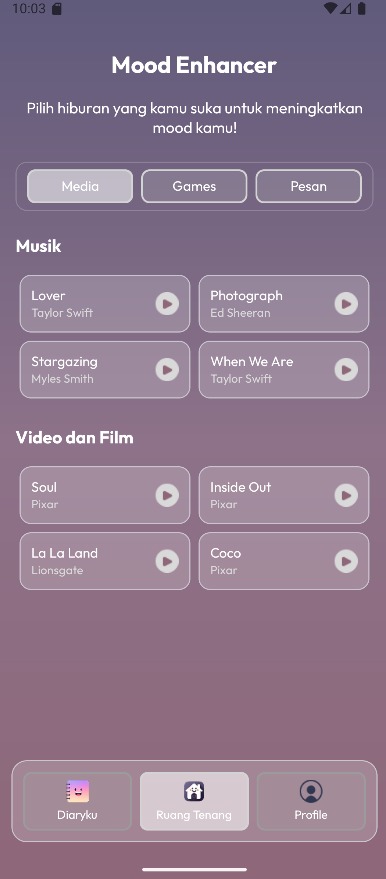 10:03
Mood Enhancer
Pilih hiburan yang kamu suka untuk meningkatkan
mood kamu!
Media Games Pesan
Musik
Lover
Taylor Swift
Photograph
Ed Sheeran
Stargazing
Myles Smith
When We Are
Taylor Swift
Video dan Film
Soul
Pixar
Inside Out
Pixar
La La Land
Lionsgate
Coco
Pixar
Diaryku Ruang Tenang Profile